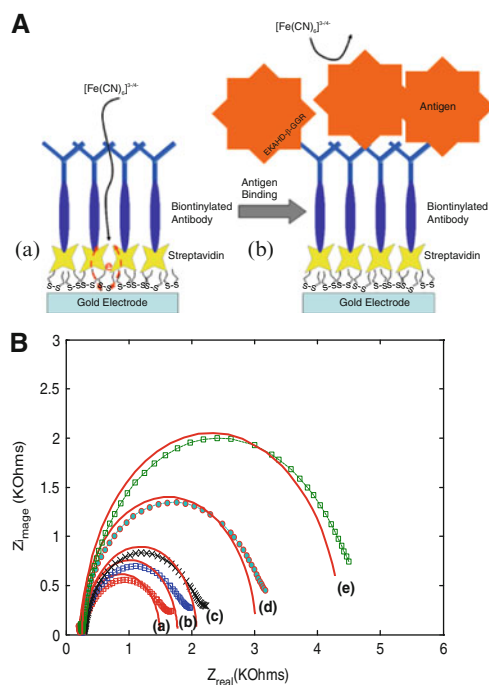 A
[Fe(CN)6]3-/4-
[Fe(CN)6]3-/4-
Antigen
EKAHD-β-GGR
Antigen
Binding
Biontinylated
Antibody
Biontinylated
Antibody
(a)
(b)
Streptavidin
Streptavidin
S-S S-S S-S S-S
Gold Electrode
Gold Electrode
B
3
2.5
2
1.5
1
0.5
0
Zimage (KOhms)
(a)
(b)
(c)
(d)
(e)
0
1
2
3
4
5
6
Zreal(KOhms)